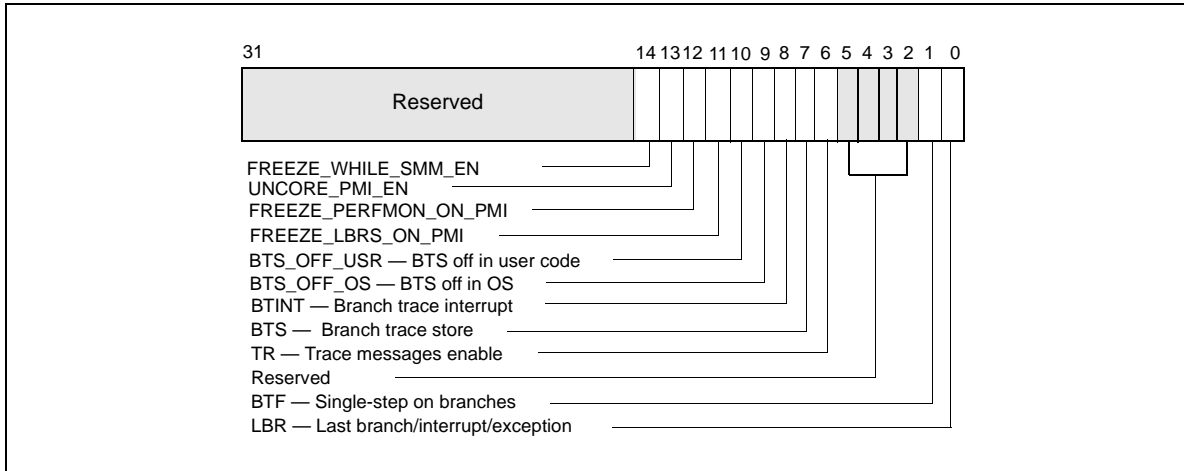 31 14 13 12 11 10 9 8 7 6 5 4 3 2 1 0
Reserved
FREEZE_WHILE_SMM_EN
UNCORE_PMI_EN
FREEZE_PERFMON_ON_PMI
FREEZE_LBRS_ON_PMI
BTS_OFF_USR — BTS off in user code
BTS_OFF_OS — BTS off in OS
BTINT — Branch trace interrupt
BTS — Branch trace store
TR — Trace messages enable
Reserved
BTF — Single-step on branches
LBR — Last branch/interrupt/exception